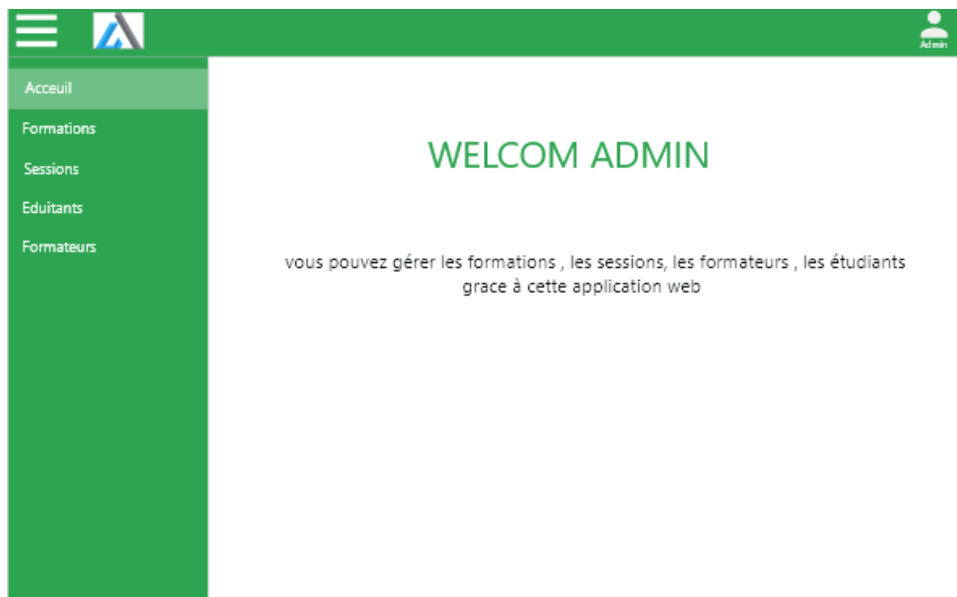 Admin
Acceuil
Formations
Sessions
Eduitants
Formateurs
WELCOM ADMIN
vous pouvez gérer les formations , les sessions, les formateurs , les étudiants
grace à cette application web